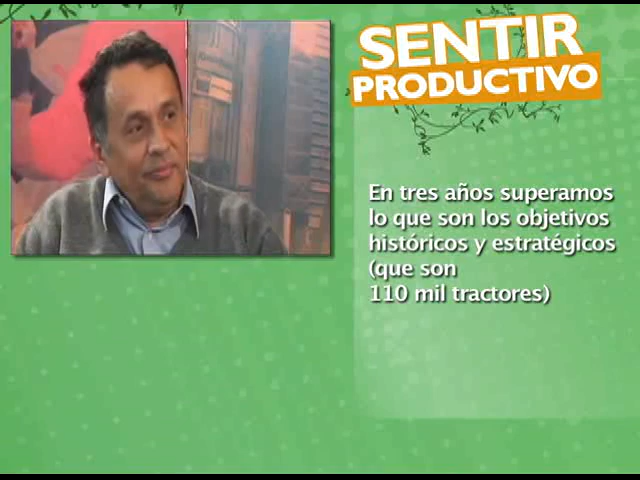 SENTIR
PRODUCTIVO
En tres años superamos
lo que son los objetivos
históricos y estratégicos
(que son
110 mil tractores)